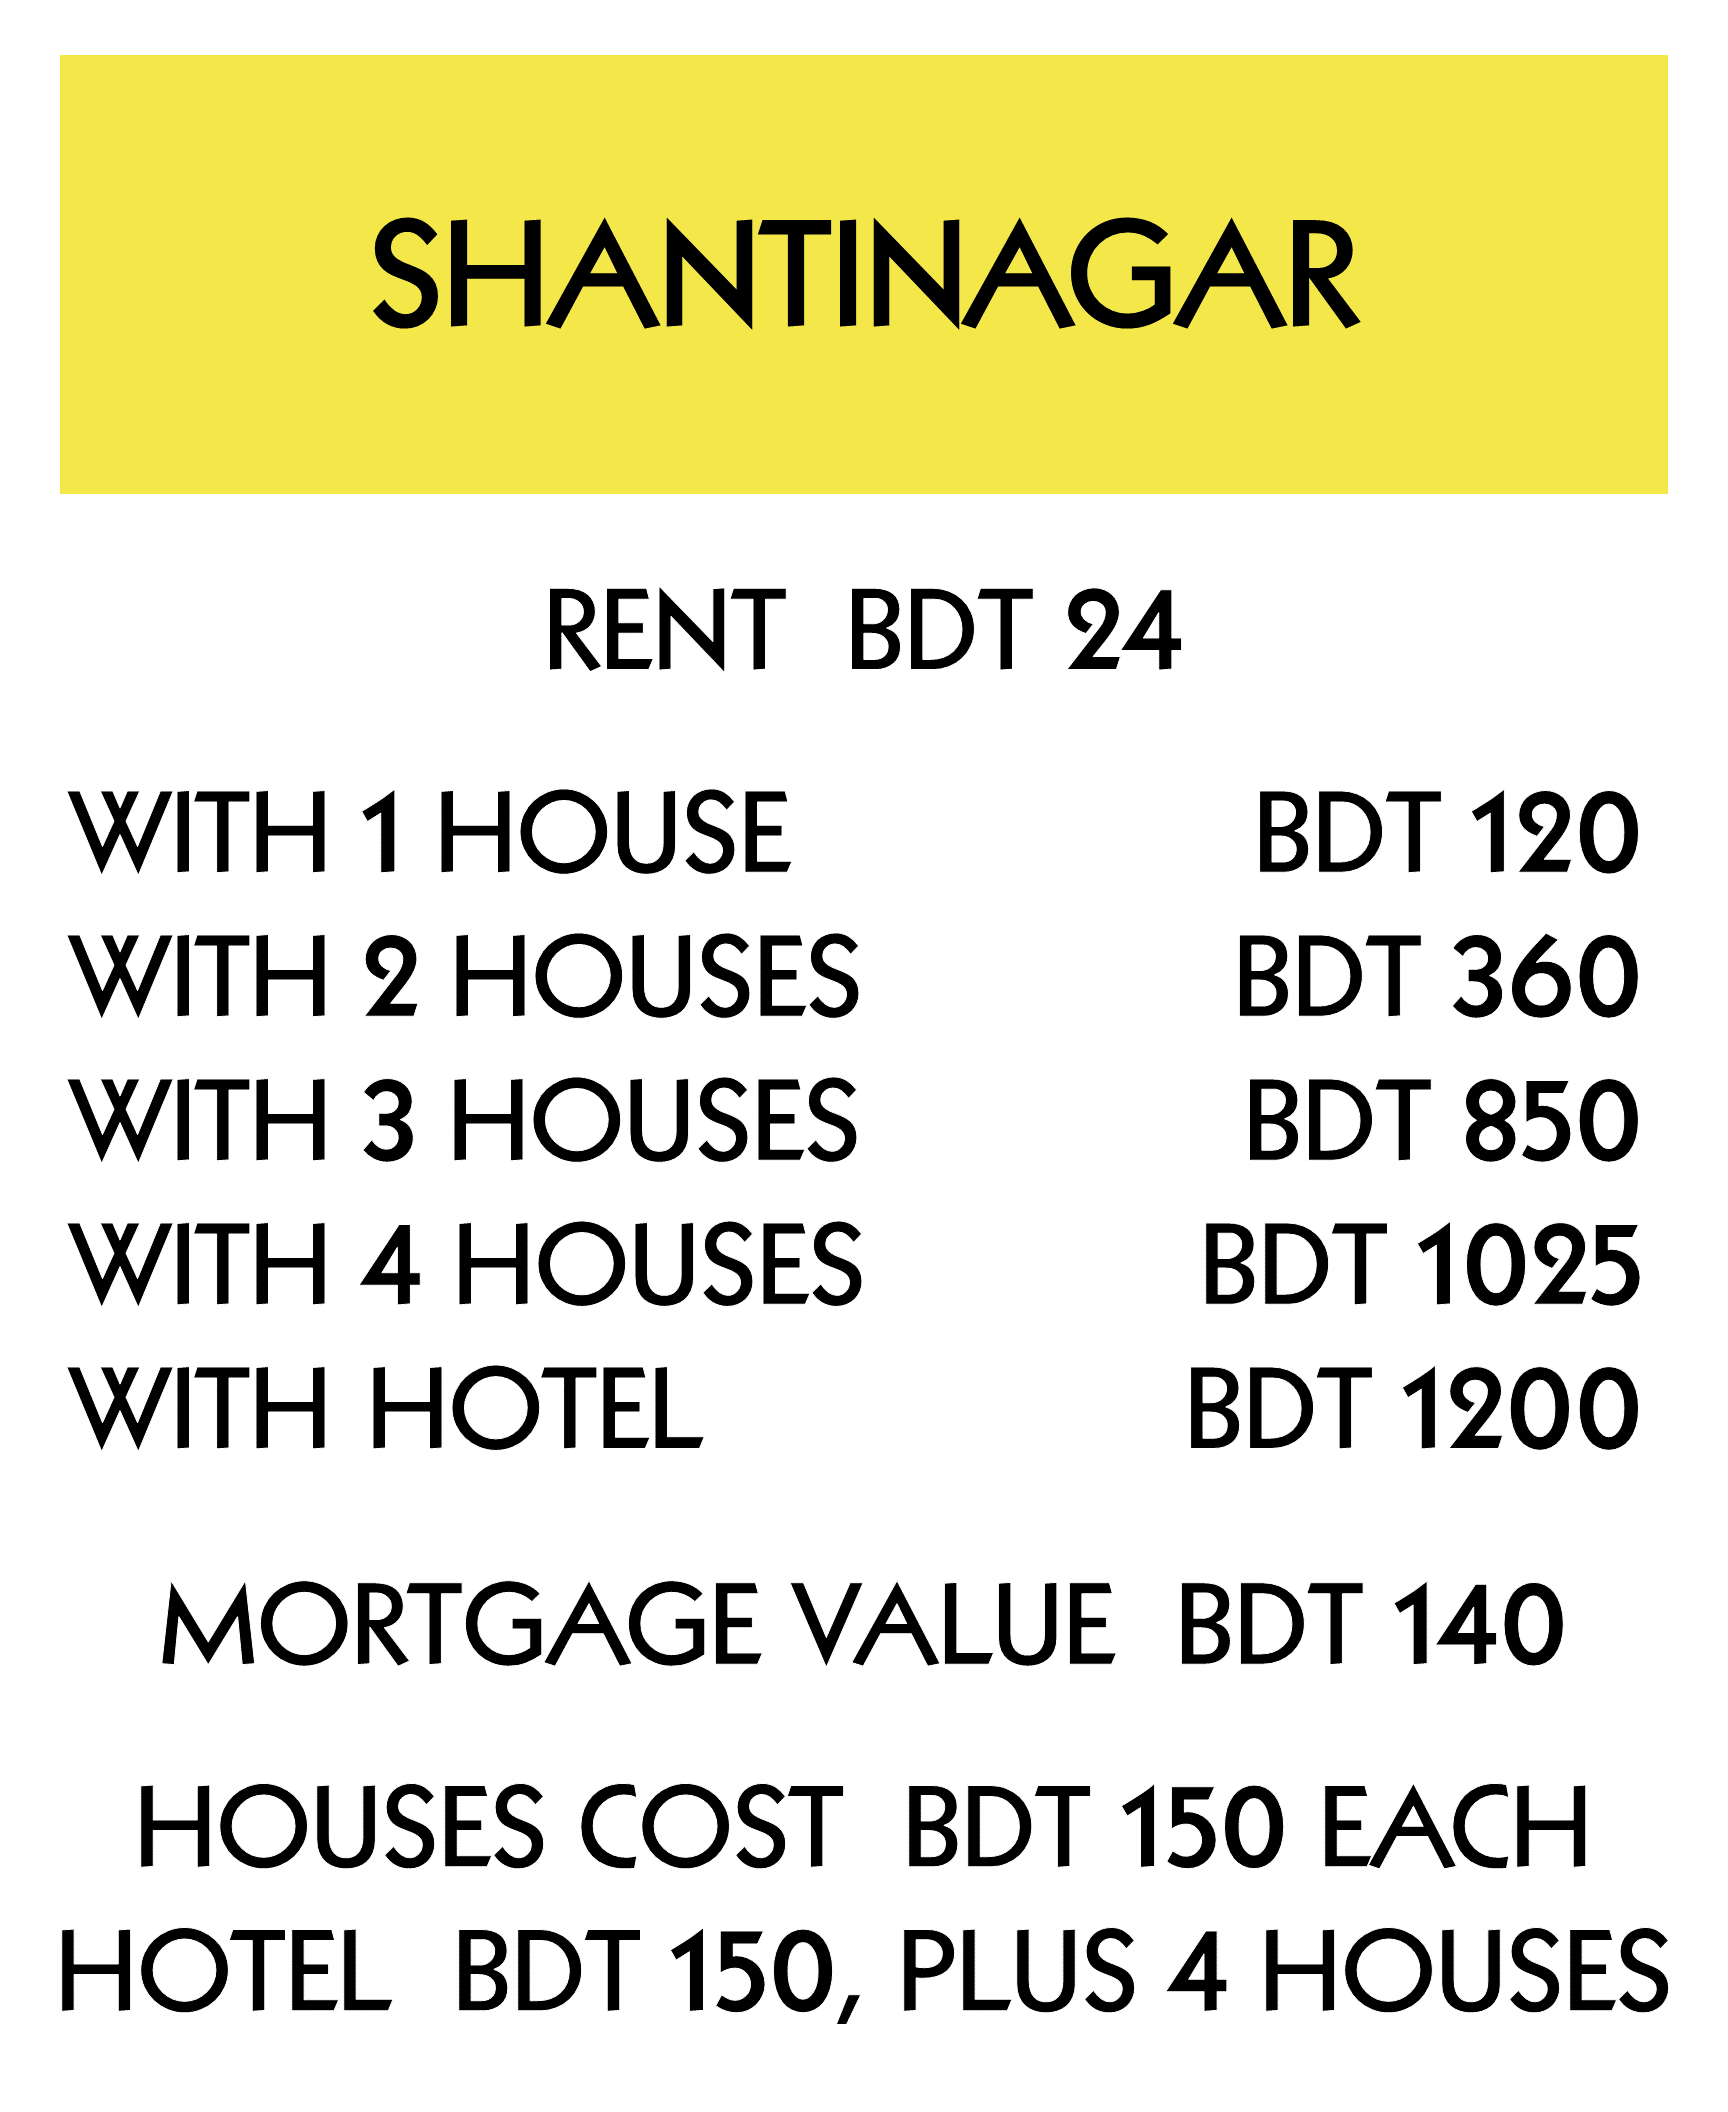 SHANTINAGAR
RENT BDT 24
WITH 1 HOUSE BDT 120
WITH 2 HOUSES BDT 360
WITH 3 HOUSES BDT 850
WITH 4 HOUSES BDT 1025
WITH HOTEL BDT 1200
MORTGAGE VALUE BDT 140
HOUSES COST BDT 150 EACH
HOTEL BDT 150, PLUS 4 HOUSES